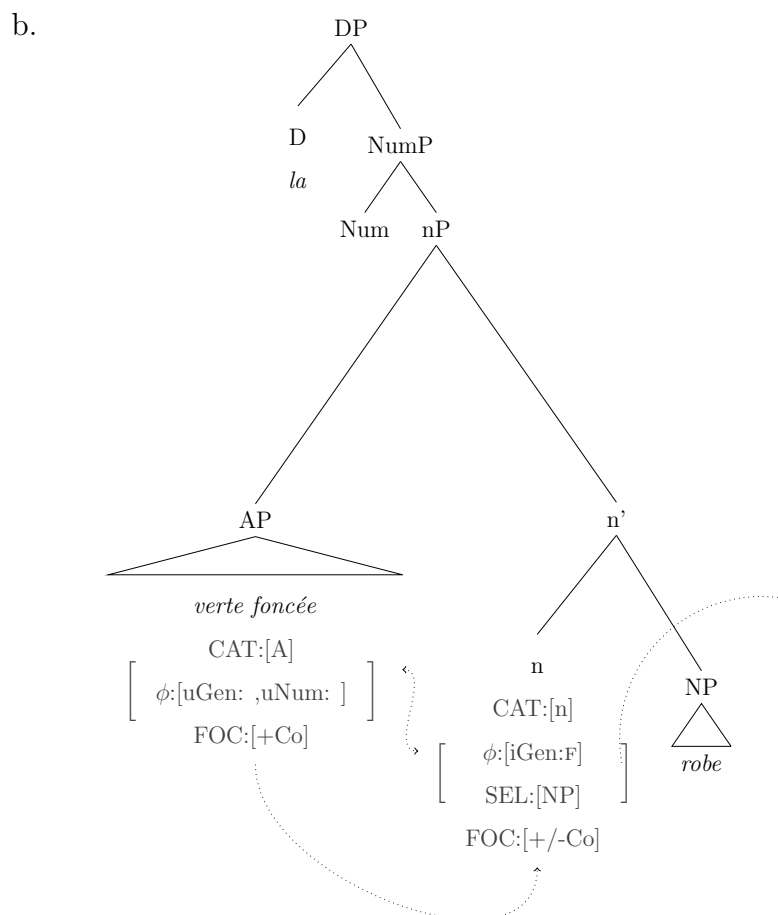 b.
DP
D
NumP
la
Num
nP
AP
n'
verte foncée
CAT:[A]
ϕ:[uGen: ,uNum: ]
FOC:[+Co]
n
NP
CAT:[n]
ϕ:[iGen:F]
SEL:[NP]
FOC:[+/-Co]
robe